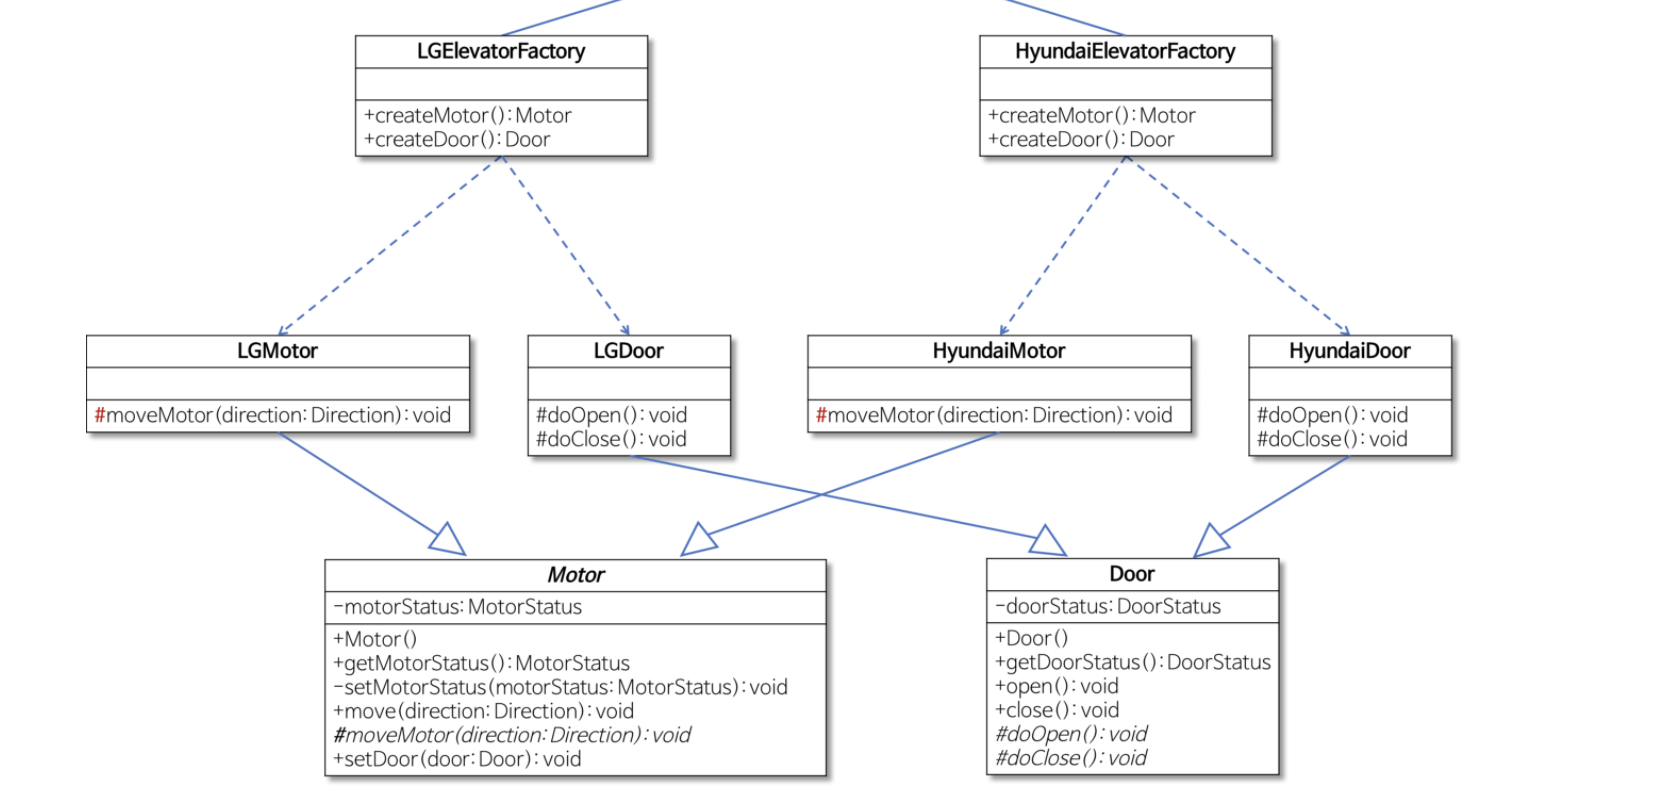 LGElevatorFactory
+createMotor(): Motor
+createDoor(): Door
HyundaiElevatorFactory
+createMotor(): Motor
+createDoor(): Door
LGMotor
#moveMotor(direction: Direction): void
LGDoor
#doOpen(): void
#doClose(): void
HyundaiMotor
#moveMotor(direction: Direction): void
HyundaiDoor
#doOpen(): void
#doClose(): void
Motor
-motorStatus: MotorStatus
+Motor()
+getMotorStatus(): MotorStatus
-setMotorStatus(motorStatus: MotorStatus): void
+move(direction: Direction): void
#moveMotor(direction: Direction): void
+setDoor(door: Door): void
Door
-doorStatus: DoorStatus
+Door()
+getDoorStatus(): DoorStatus
+open(): void
+close(): void
#doOpen(): void
#doClose(): void